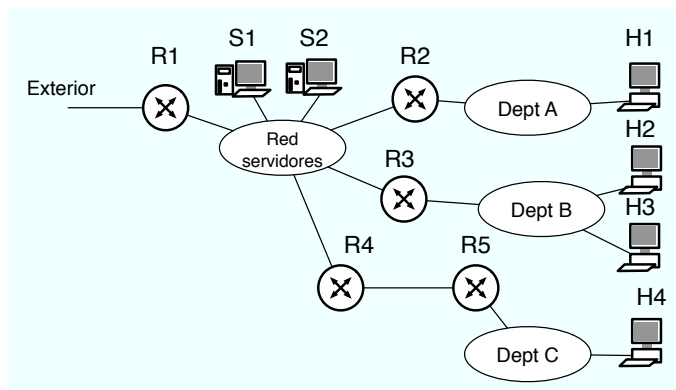 S1
S2
R1
R2
H1
Exterior
Dept A
Red
servidores
H2
R3
Dept B
H3
R4
R5
H4
Dept C